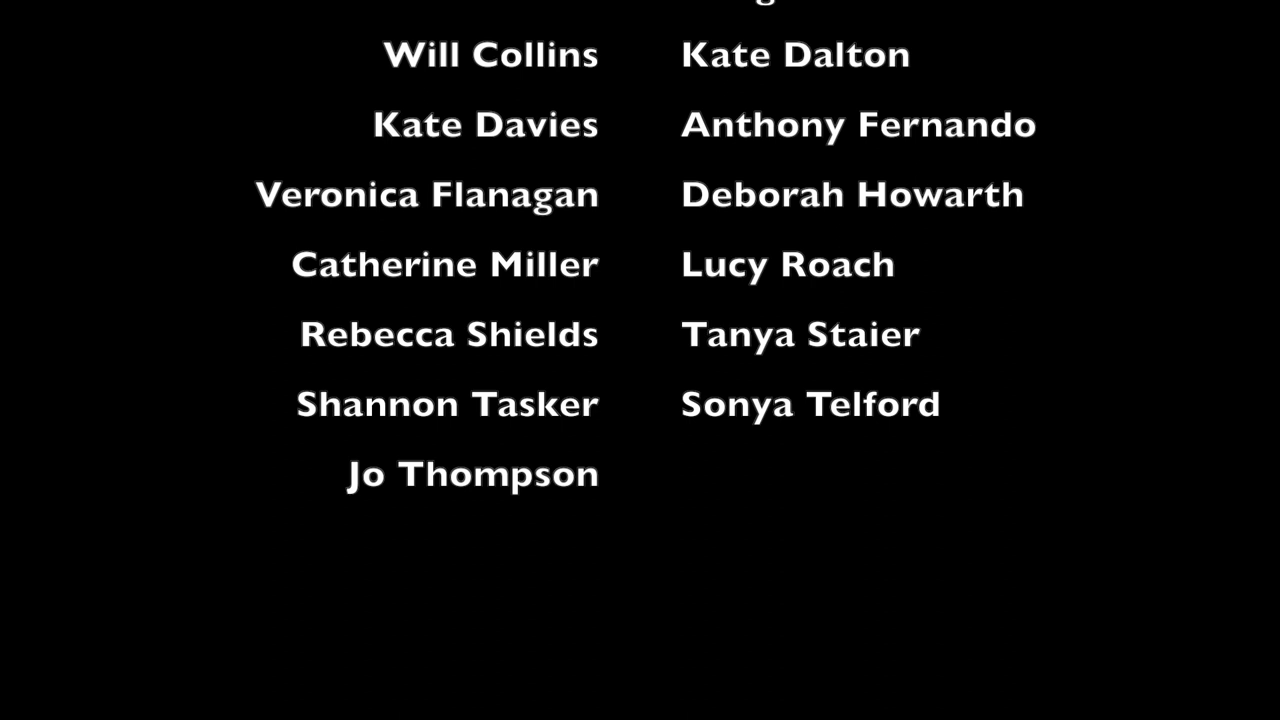 Will Collins Kate Dalton
Kate Davies Anthony Fernando
Veronica Flanagan Deborah Howarth
Catherine Miller Lucy Roach
Rebecca Shields Tanya Staier
Shannon Tasker Sonya Telford
Jo Thompson